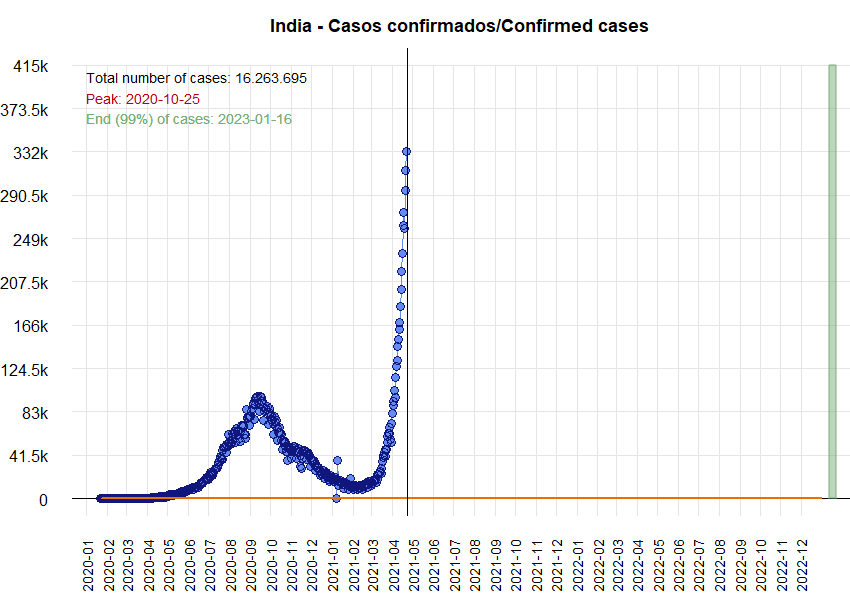 India - Casos confirmados/Confirmed cases
415k
Total number of cases: 16.263.695
Peak: 2020-10-25
373.5k
End (99%) of cases: 2023-01-16
332k
290.5k
249k
207.5k
166k
124.5k
83k
41.5k
0
2020-01
2020-02
2020-03
2020-04
2020-05
2020-06
2020-07
2020-08
2020-09
2020-10
2020-11
2020-12
2021-01
2021-02
2021-03
2021-04
2021-05
2021-06
2021-07
2021-08
2021-09
2021-10
2021-11
2021-12
2022-01
2022-02
2022-03
2022-04
2022-05
2022-06
2022-07
2022-08
2022-09
2022-10
2022-11
2022-12